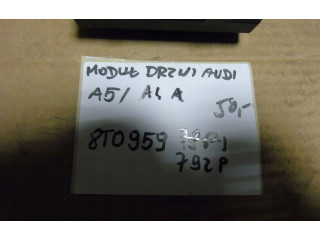 MODUŁ DRZWI AUDI
A5/ A4
50,-
8T0959
792P